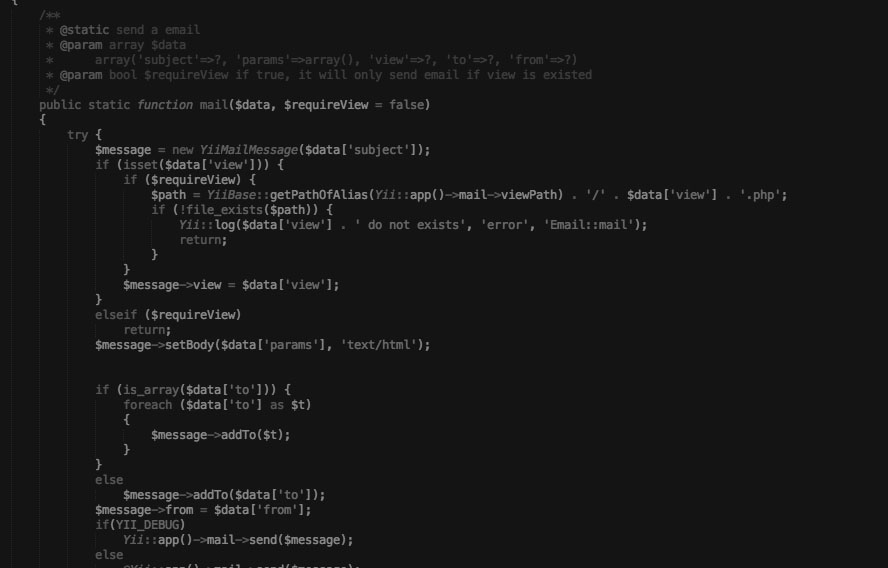 {
/**
* @static send a email
* @param array $data
* array('subject'=>?, 'params'=>array(), 'view'=>?, 'to'=>?, 'from'=>?)
* @param bool $requireView if true, it will only send email if view is existed
*/
public static function mail($data, $requireView = false)
{
try {
$message = new YiiMailMessage($data['subject']);
if (isset($data['view'])) {
if ($requireView) {
$path = YiiBase::getPathOfAlias(Yii::app()->mail->viewPath) . '/' . $data['view'] . '.php';
if (!file_exists($path)) {
Yii::log($data['view'] . ' do not exists', 'error', 'Email::mail');
return;
}
}
$message->view = $data['view'];
}
elseif ($requireView)
return;
$message->setBody($data['params'], 'text/html');
if (is_array($data['to'])) {
foreach ($data['to'] as $t)
{
$message->addTo($t);
}
}
else
$message->addTo($data['to']);
$message->from = $data['from'];
if(YII_DEBUG)
Yii::app()->mail->send($message);
else
@Yii::app()->mail->send($message);